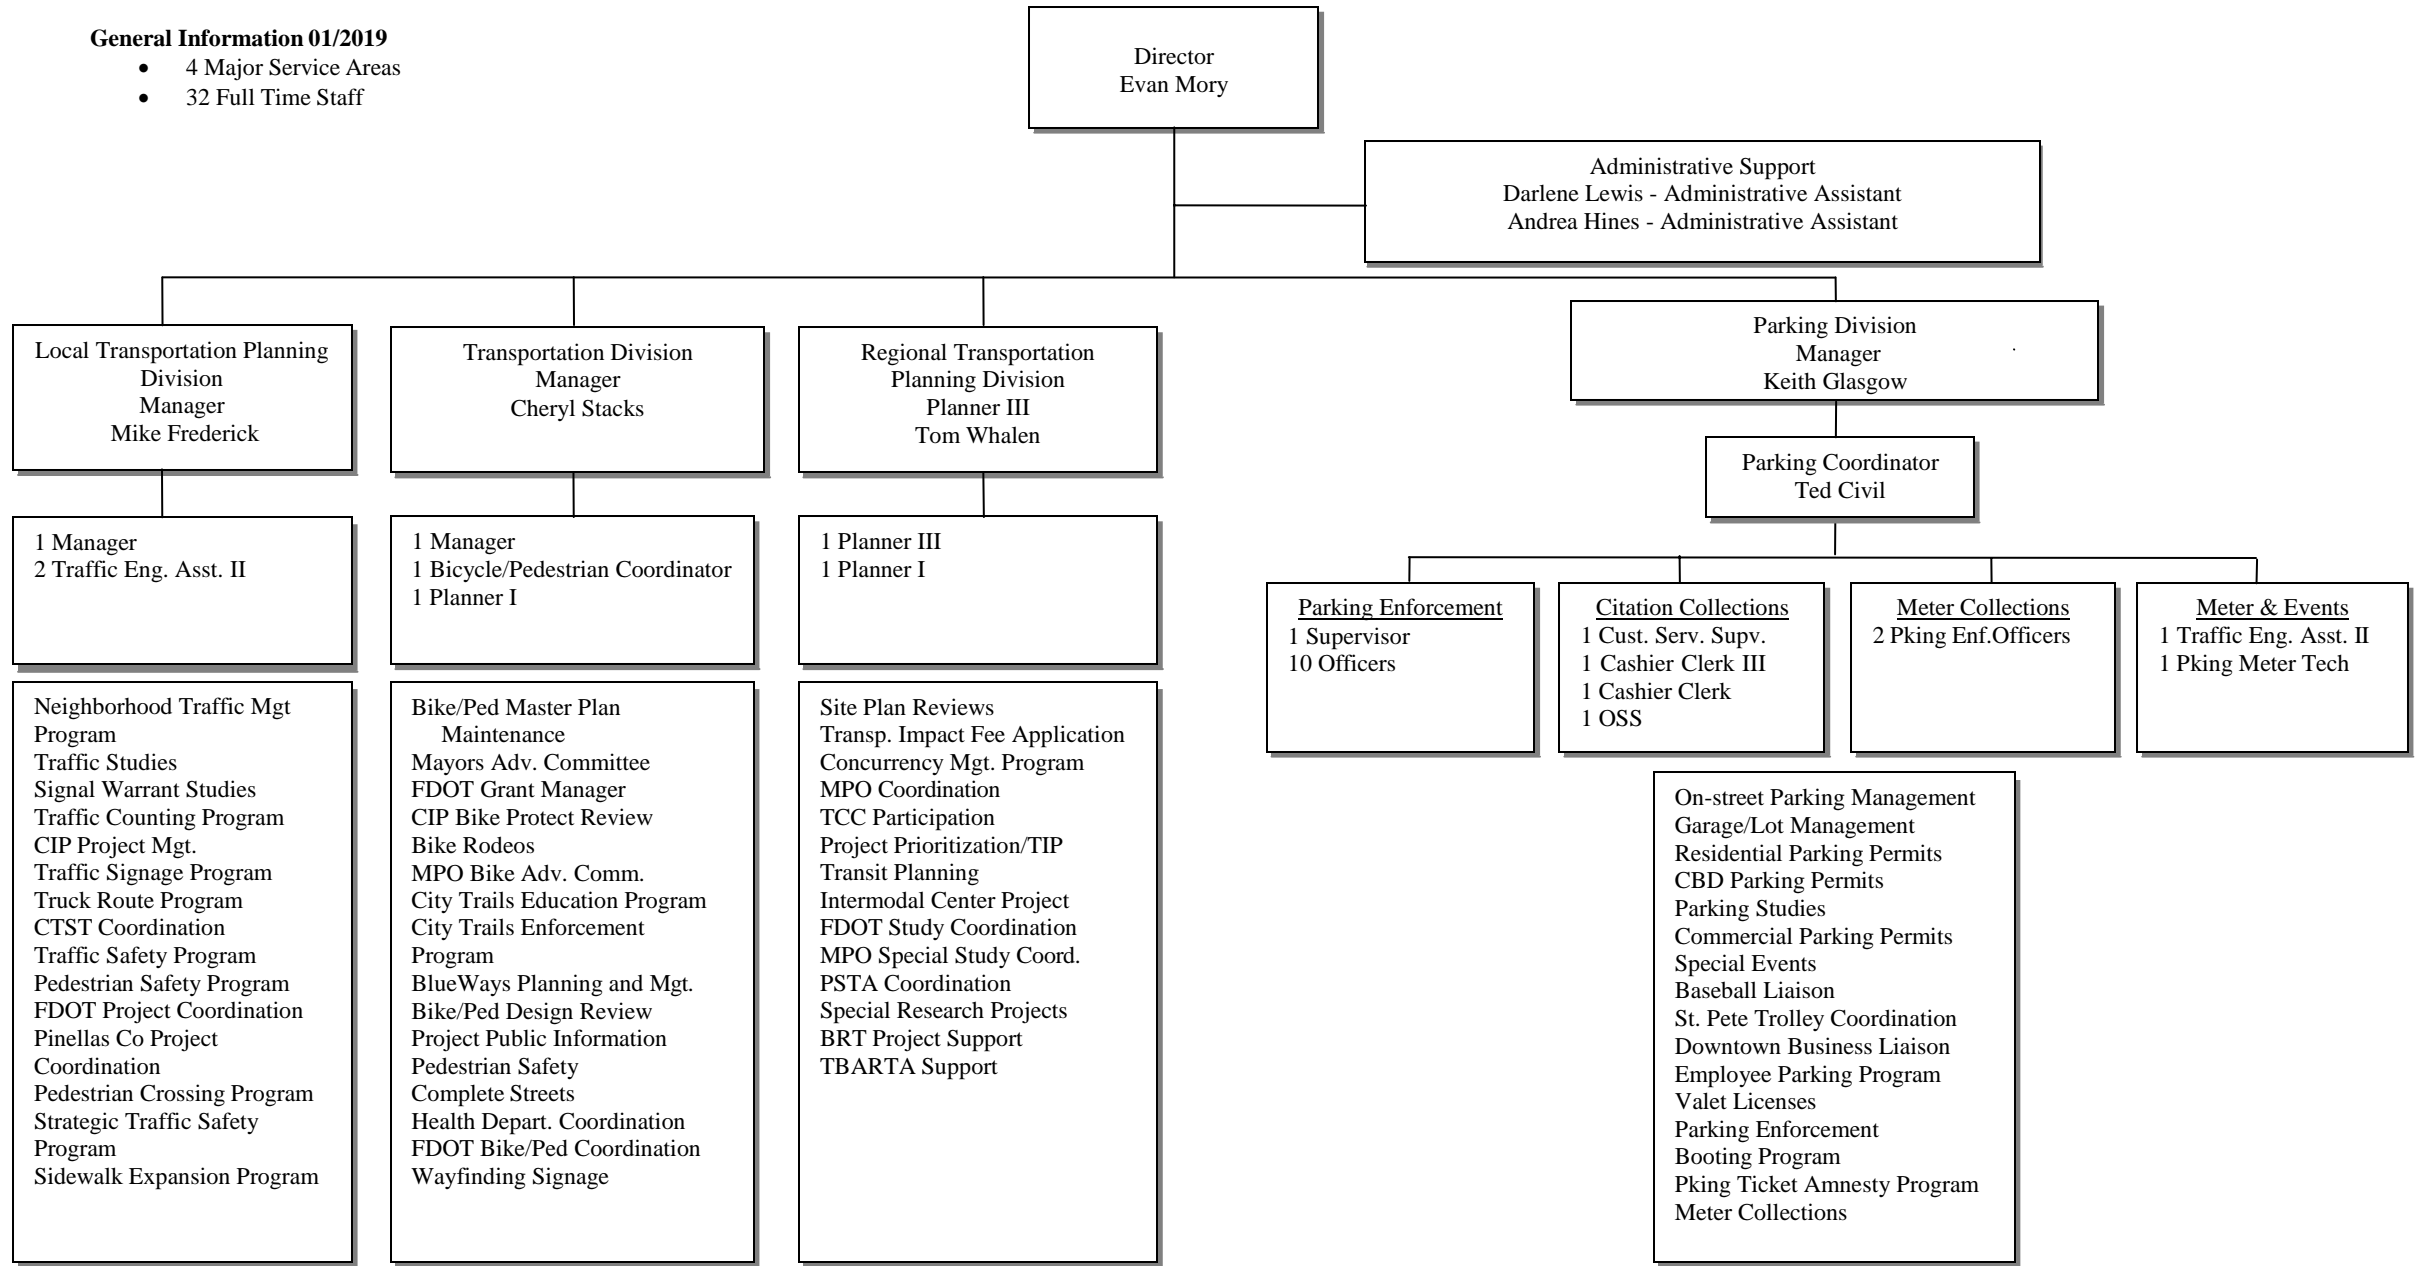 General Information 01/2019
• 4 Major Service Areas
• 32 Full Time Staff
Director
Evan Mory
Administrative Support
Darlene Lewis - Administrative Assistant
Andrea Hines - Administrative Assistant
Local Transportation Planning
Division
Manager
Mike Frederick
Transportation Division
Manager
Cheryl Stacks
Regional Transportation
Planning Division
Planner III
Tom Whalen
Parking Division
Manager
Keith Glasgow
Parking Coordinator
Ted Civil
1 Manager
2 Traffic Eng. Asst. II
1 Manager
1 Bicycle/Pedestrian Coordinator
1 Planner I
1 Planner III
1 Planner I
Parking Enforcement
1 Supervisor
10 Officers
Citation Collections
1 Cust. Serv. Supv.
1 Cashier Clerk III
1 Cashier Clerk
1 OSS
Meter Collections
2 Pking Enf.Officers
Meter & Events
1 Traffic Eng. Asst. II
1 Pking Meter Tech
Neighborhood Traffic Mgt
Program
Traffic Studies
Signal Warrant Studies
Traffic Counting Program
CIP Project Mgt.
Traffic Signage Program
Truck Route Program
CTST Coordination
Traffic Safety Program
Pedestrian Safety Program
FDOT Project Coordination
Pinellas Co Project
Coordination
Pedestrian Crossing Program
Strategic Traffic Safety
Program
Sidewalk Expansion Program
Bike/Ped Master Plan
Maintenance
Mayors Adv. Committee
FDOT Grant Manager
CIP Bike Protect Review
Bike Rodeos
MPO Bike Adv. Comm.
City Trails Education Program
City Trails Enforcement
Program
BlueWays Planning and Mgt.
Bike/Ped Design Review
Project Public Information
Pedestrian Safety
Complete Streets
Health Depart. Coordination
FDOT Bike/Ped Coordination
Wayfinding Signage
Site Plan Reviews
Transp. Impact Fee Application
Concurrency Mgt. Program
MPO Coordination
TCC Participation
Project Prioritization/TIP
Transit Planning
Intermodal Center Project
FDOT Study Coordination
MPO Special Study Coord.
PSTA Coordination
Special Research Projects
BRT Project Support
TBARTA Support
On-street Parking Management
Garage/Lot Management
Residential Parking Permits
CBD Parking Permits
Parking Studies
Commercial Parking Permits
Special Events
Baseball Liaison
St. Pete Trolley Coordination
Downtown Business Liaison
Employee Parking Program
Valet Licenses
Parking Enforcement
Booting Program
Pking Ticket Amnesty Program
Meter Collections